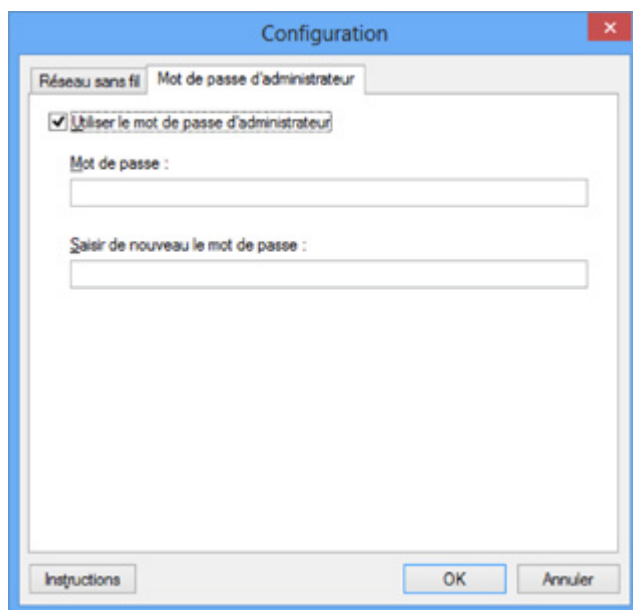 Configuration
Réseau sans fil
Mot de passe d'administrateur
Utiliser le mot de passe d'administrateur
Mot de passe :
Saisir de nouveau le mot de passe :
Instructions
OK
Annuler